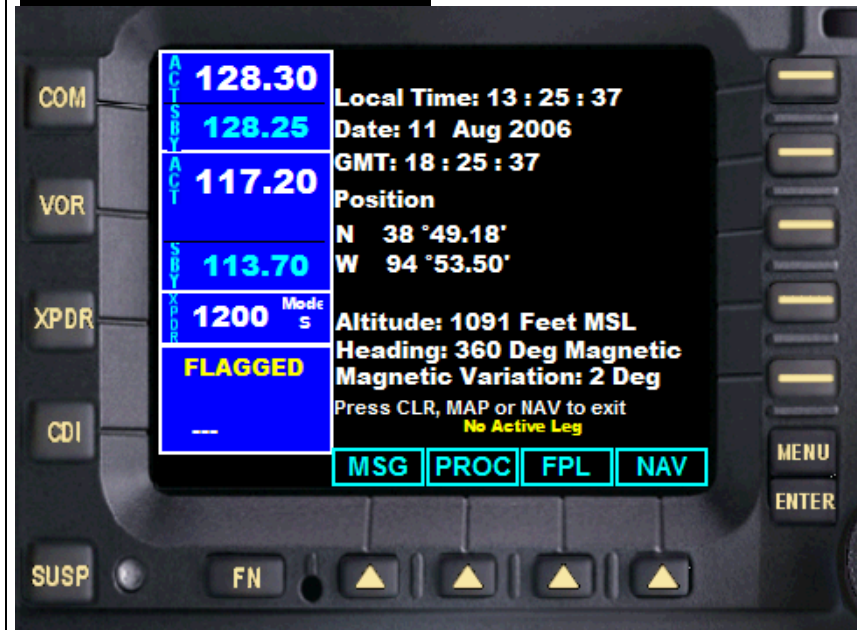 COM
VOR
XPDR
CDI
SUSP
FN
ACT
128.30
SBY
128.25
ACT
117.20
SBY
113.70
XPDR
1200 Mode S
FLAGGED
---
Local Time: 13 : 25 : 37
Date: 11 Aug 2006
GMT: 18 : 25 : 37
Position
N 38 °49.18'
W 94 °53.50'
Altitude: 1091 Feet MSL
Heading: 360 Deg Magnetic
Magnetic Variation: 2 Deg
Press CLR, MAP or NAV to exit
No Active Leg
MSG PROC FPL NAV
MENU
ENTER